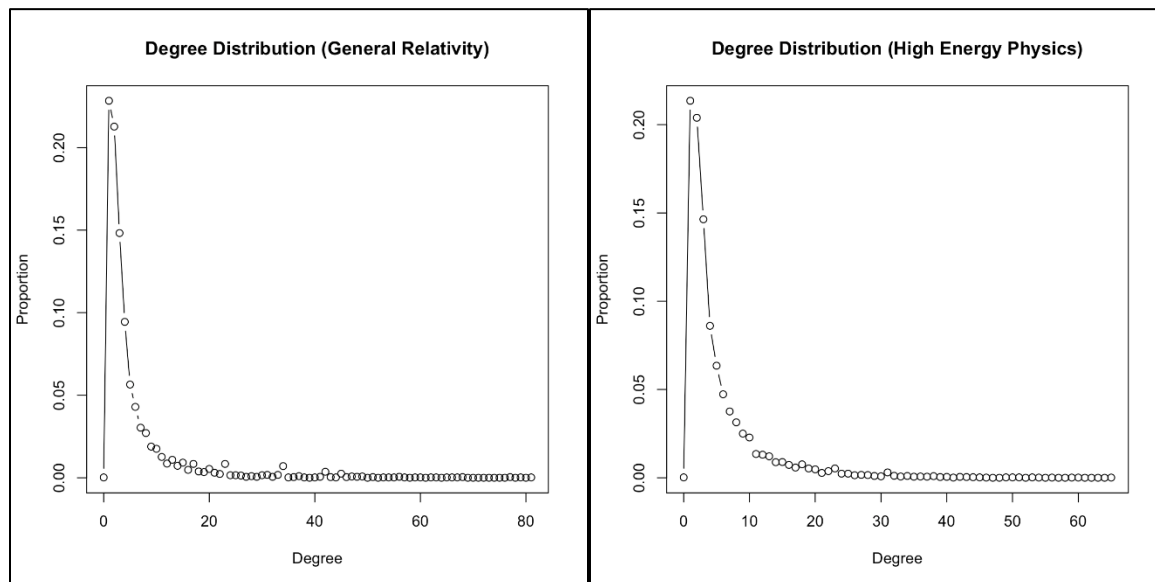 Degree Distribution (General Relativity)
Proportion
0.20
0.15
0.10
0.05
0.00
0 20 40 60 80
Degree
Degree Distribution (High Energy Physics)
Proportion
0.20
0.15
0.10
0.05
0.00
0 10 20 30 40 50 60
Degree